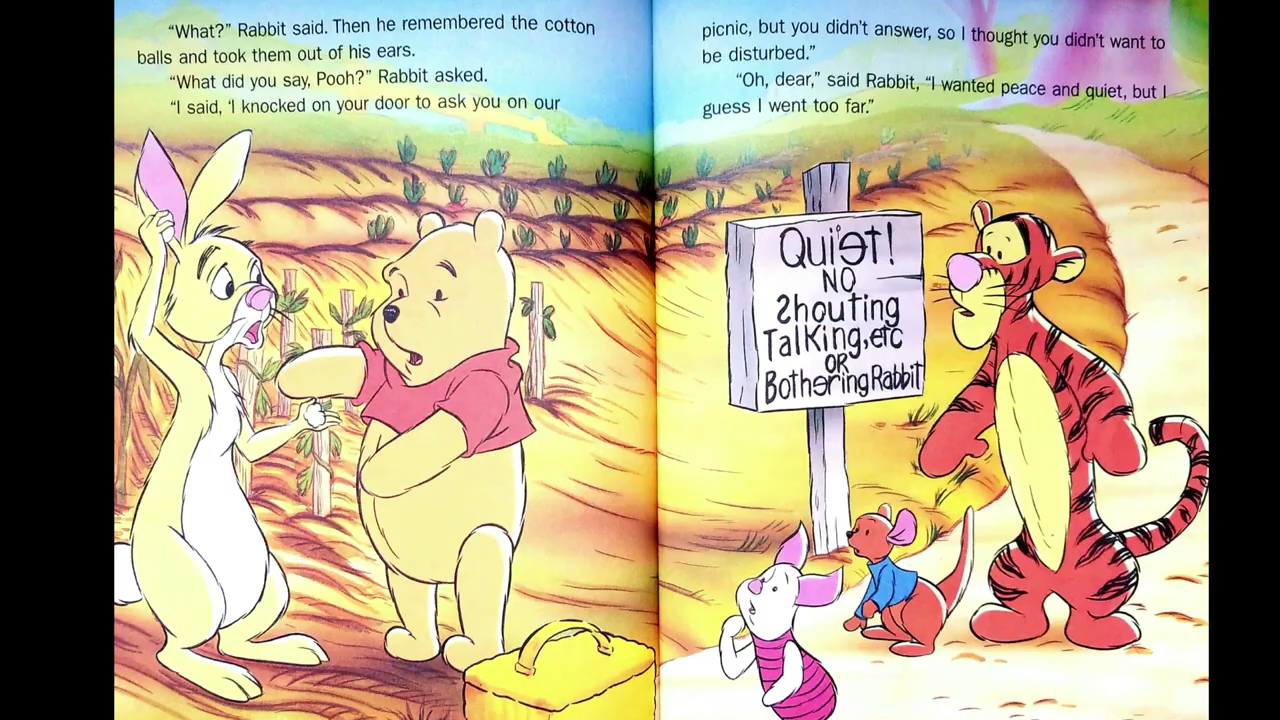 “What?” Rabbit said. Then he remembered the cotton
balls and took them out of his ears.
“What did you say, Pooh?” Rabbit asked.
“I said, ‘I knocked on your door to ask you on our
picnic, but you didn't answer, so I thought you didn't want to
be disturbed.”
“Oh, dear,” said Rabbit, “I wanted peace and quiet, but I
guess I went too far.”
Quiet!
NO
Shouting
Talking, etc
OR
Bothering Rabbit